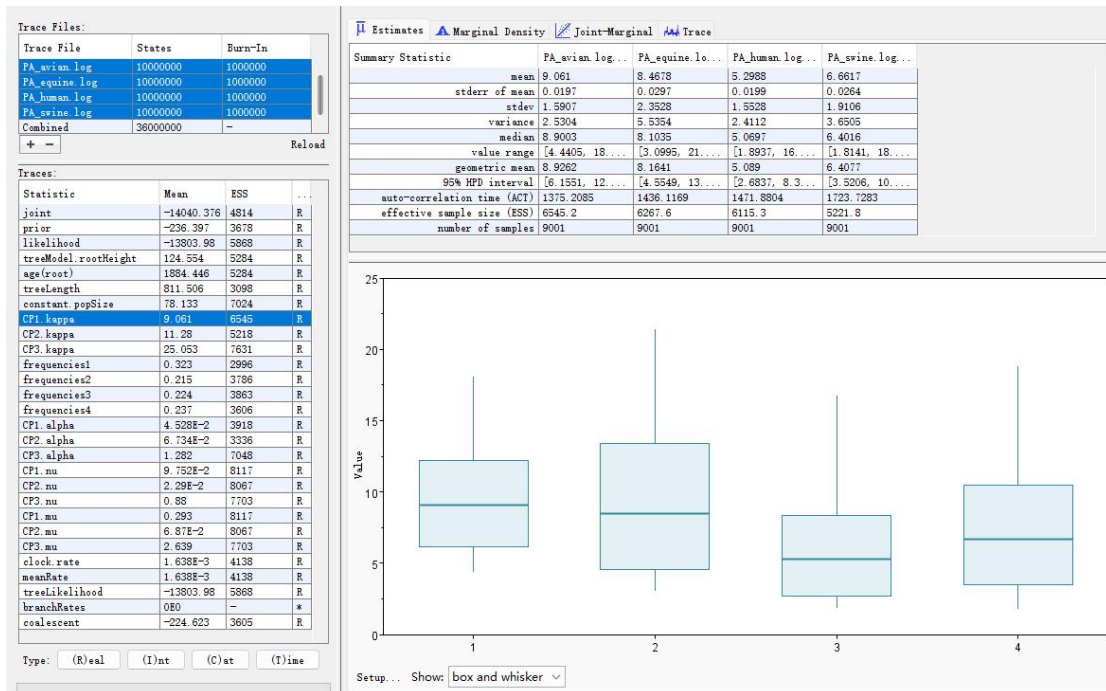 Trace Files:
Trace File States Burn-In
PA_avian.log 10000000 1000000
PA_equine.log 10000000 1000000
PA_human.log 10000000 1000000
PA_swine.log 10000000 1000000
Combined 36000000 -
+ - Reload
Traces:
Statistic Mean ESS ...
joint -14040.376 4814 R
prior -236.397 3678 R
likelihood -13803.98 5868 R
treeModel.rootHeight 124.554 5284 R
age(root) 1884.446 5284 R
treeLength 811.506 3098 R
constant.popSize 78.133 7024 R
CP1.kappa 9.061 6545 R
CP2.kappa 11.28 5218 R
CP3.kappa 25.053 7631 R
frequencies1 0.323 2996 R
frequencies2 0.215 3786 R
frequencies3 0.224 3863 R
frequencies4 0.237 3606 R
CP1.alpha 4.528E-2 3918 R
CP2.alpha 6.734E-2 3336 R
CP3.alpha 1.282 7048 R
CP1.nu 9.752E-2 8117 R
CP2.nu 2.29E-2 8067 R
CP3.nu 0.88 7703 R
CP1.mu 0.293 8117 R
CP2.mu 6.87E-2 8067 R
CP3.mu 2.639 7703 R
clock.rate 1.638E-3 4138 R
meanRate 1.638E-3 4138 R
treeLikelihood -13803.98 5868 R
branchRates 0E0 - *
coalescent -224.623 3605 R
Type: (R)eal (I)nt (C)at (T)ime
μ Estimates Marginal Density Joint-Marginal Trace
Summary Statistic PA_avian.log... PA_equine.lo... PA_human.log... PA_swine.log...
mean 9.061 8.4678 5.2988 6.6617
stderr of mean 0.0197 0.0297 0.0199 0.0264
stdev 1.5907 2.3528 1.5528 1.9106
variance 2.5304 5.5354 2.4112 3.6505
median 8.9003 8.1035 5.0697 6.4016
value range [4.4405, 18.... [3.0995, 21.... [1.8937, 16.... [1.8141, 18....
geometric mean 8.9262 8.1641 5.089 6.4077
95% HPD interval [6.1551, 12.... [4.5549, 13.... [2.6837, 8.3... [3.5206, 10....
auto-correlation time (ACT) 1375.2085 1436.1169 1471.8804 1723.7283
effective sample size (ESS) 6545.2 6267.6 6115.3 5221.8
number of samples 9001 9001 9001 9001
25
20
15
Value
10
5
0
1 2 3 4
Setup... Show: box and whisker